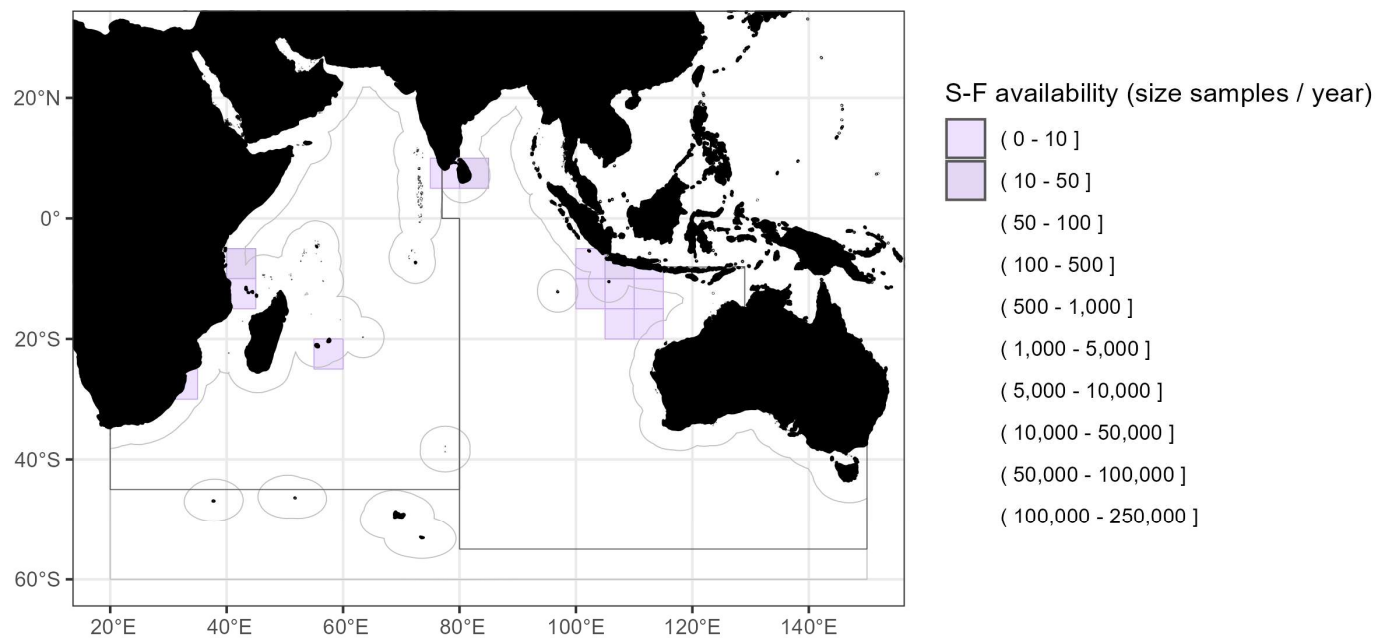 S-F availability (size samples / year)
( 0 - 10 ]
( 10 - 50 ]
( 50 - 100 ]
( 100 - 500 ]
( 500 - 1,000 ]
( 1,000 - 5,000 ]
( 5,000 - 10,000 ]
( 10,000 - 50,000 ]
( 50,000 - 100,000 ]
( 100,000 - 250,000 ]
20°N
0°
20°S
40°S
60°S
20°E 40°E 60°E 80°E 100°E 120°E 140°E